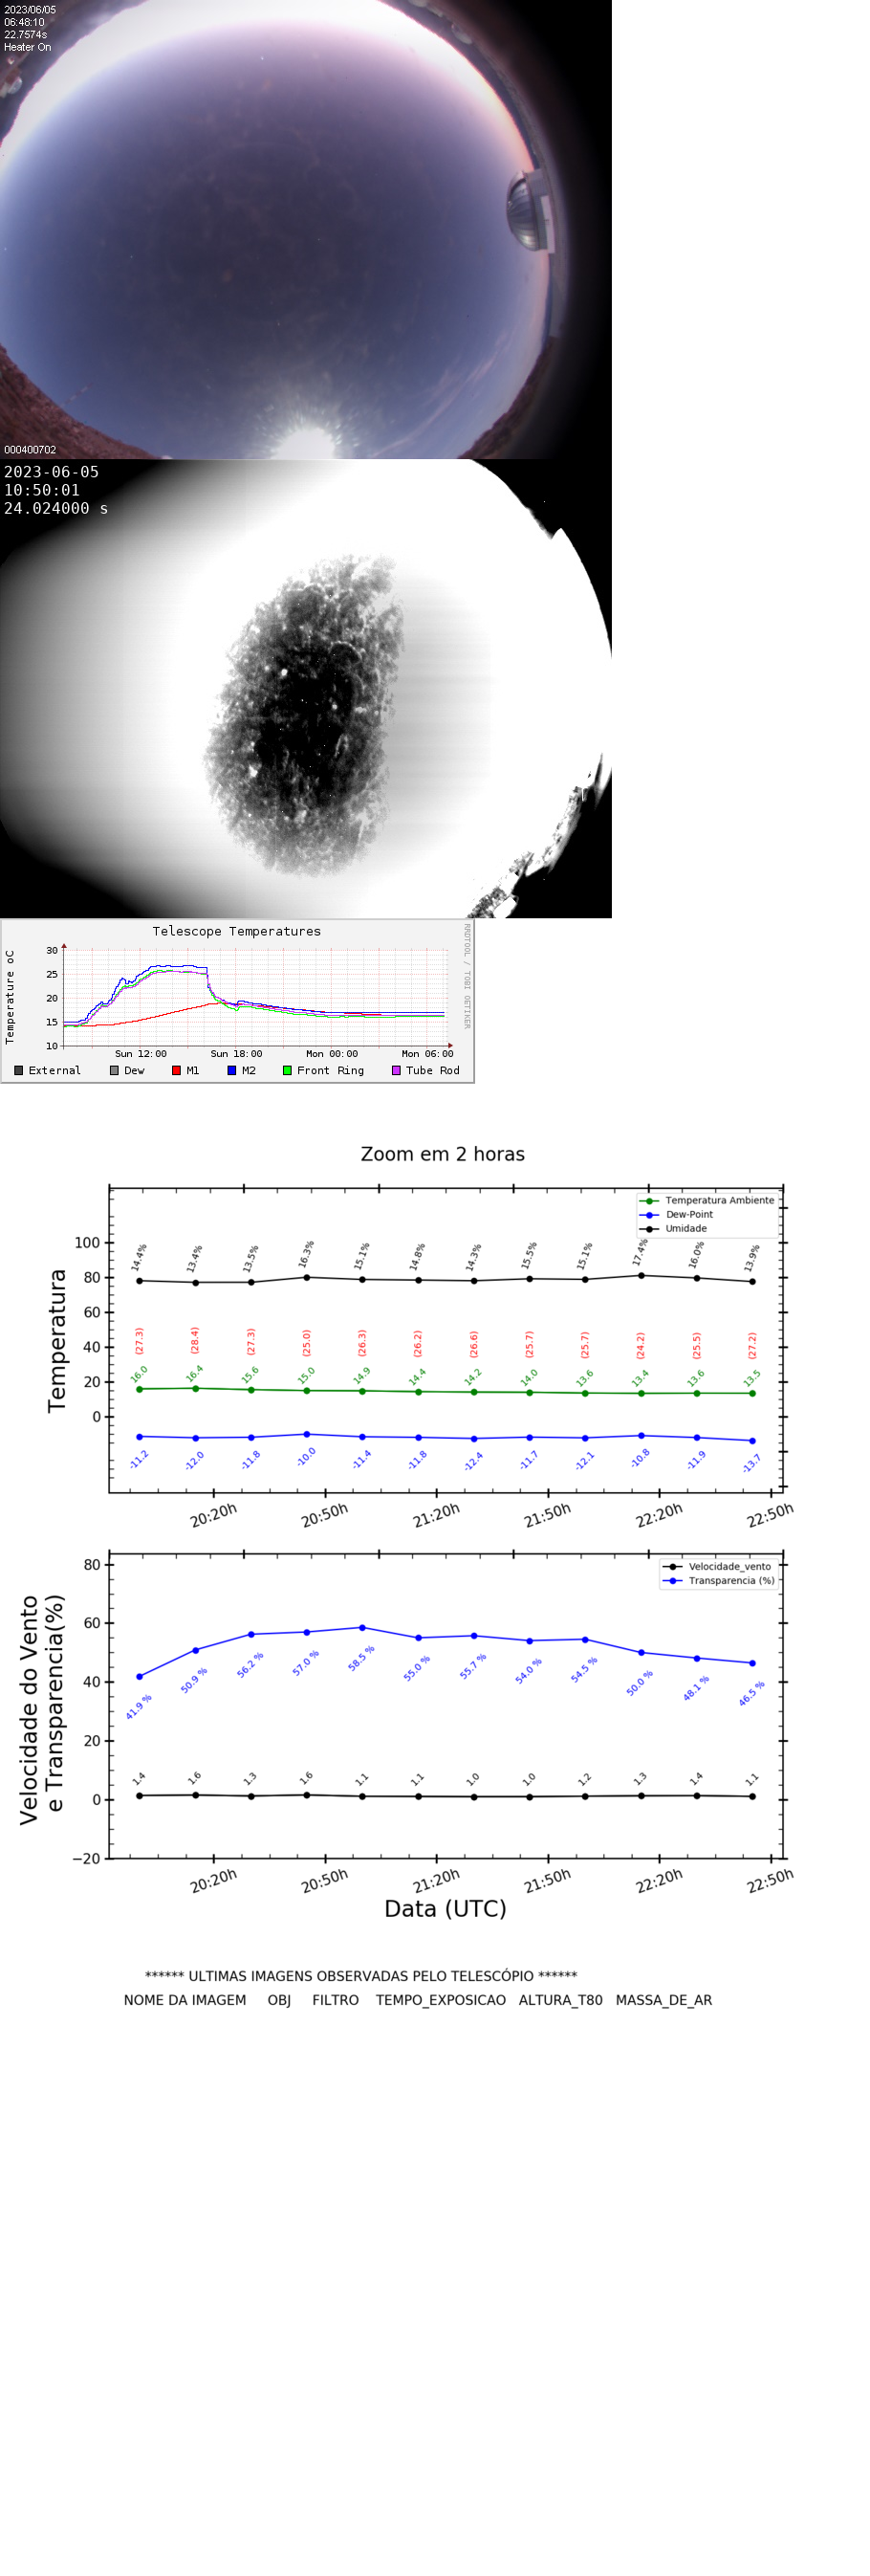 2023/06/05
06:48:10
22.7574s
Heater On
000400702
2023-06-05
10:50:01
24.024000 s
Telescope Temperatures
RRDTOOL / TOBI OETIKER
Temperature oC
30
25
20
15
10
Sun 12:00 Sun 18:00 Mon 00:00 Mon 06:00
External Dew M1 M2 Front Ring Tube Rod
Zoom em 2 horas
Temperatura
Temperatura Ambiente
Dew-Point
Umidade
100
80
60
40
20
0
14.4% 13.4% 13.5% 16.3% 15.1% 14.8% 14.3% 15.5% 15.1% 17.4% 16.0% 13.9%
(27.3) (28.4) (27.3) (25.0) (26.3) (26.2) (26.6) (25.7) (25.7) (24.2) (25.5) (27.2)
16.0 16.4 15.6 15.0 14.9 14.4 14.2 14.0 13.6 13.4 13.6 13.5
-11.2 -12.0 -11.8 -10.0 -11.4 -11.8 -12.4 -11.7 -12.1 -10.8 -11.9 -13.7
20:20h 20:50h 21:20h 21:50h 22:20h 22:50h
Velocidade do Vento
e Transparencia(%)
Velocidade_vento
Transparencia (%)
80
60
40
20
0
−20
41.9 % 50.9 % 56.2 % 57.0 % 58.5 % 55.0 % 55.7 % 54.0 % 54.5 % 50.0 % 48.1 % 46.5 %
1.4 1.6 1.3 1.6 1.1 1.1 1.0 1.0 1.2 1.3 1.4 1.1
20:20h 20:50h 21:20h 21:50h 22:20h 22:50h
Data (UTC)
****** ULTIMAS IMAGENS OBSERVADAS PELO TELESCÓPIO ******
NOME DA IMAGEM OBJ FILTRO TEMPO_EXPOSICAO ALTURA_T80 MASSA_DE_AR